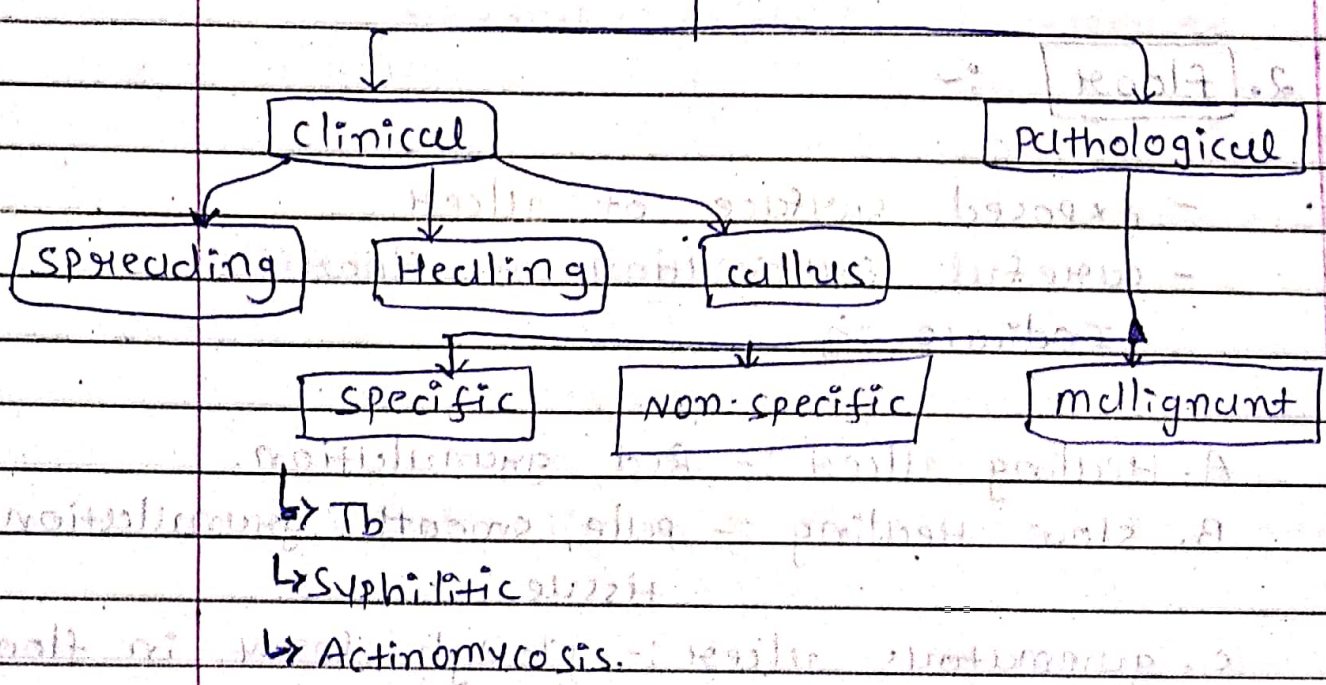 Clinical
pathological
spreading
Healing
callus
specific
Non-specific
malignant
Tb
Syphilitic
Actinomycosis.